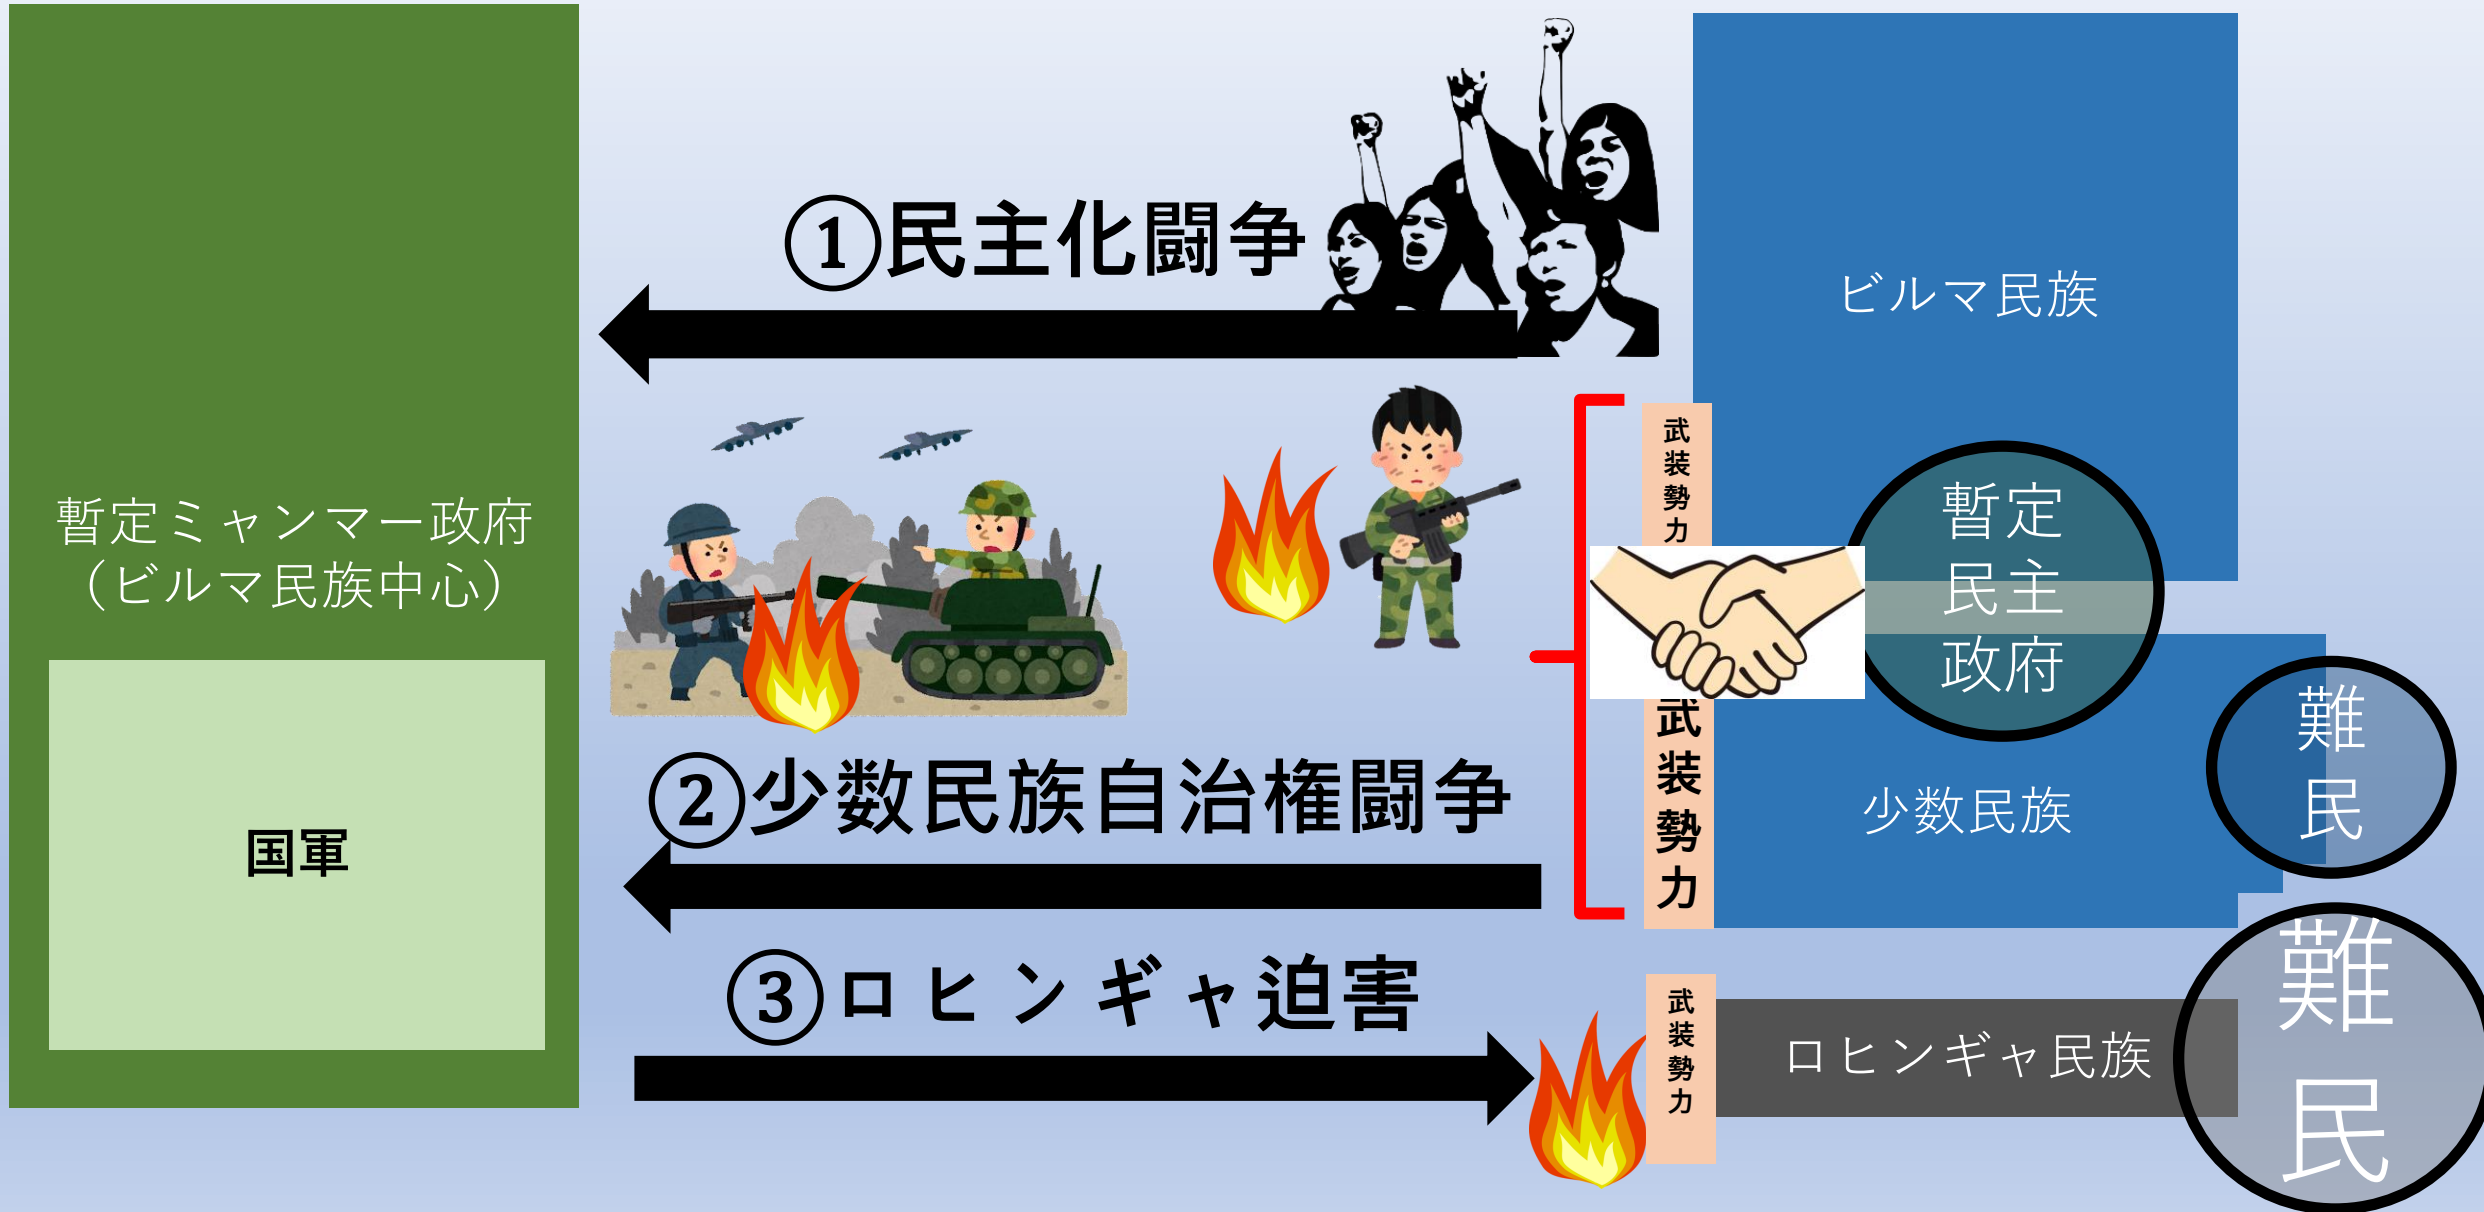 ①民主化闘争
ビルマ民族
武装勢力
暫定ミャンマー政府
（ビルマ民族中心）
暫定
民主
政府
難民
武装勢力
②少数民族自治権闘争
少数民族
国軍
③ロヒンギャ迫害
武装勢力
ロヒンギャ民族
難民